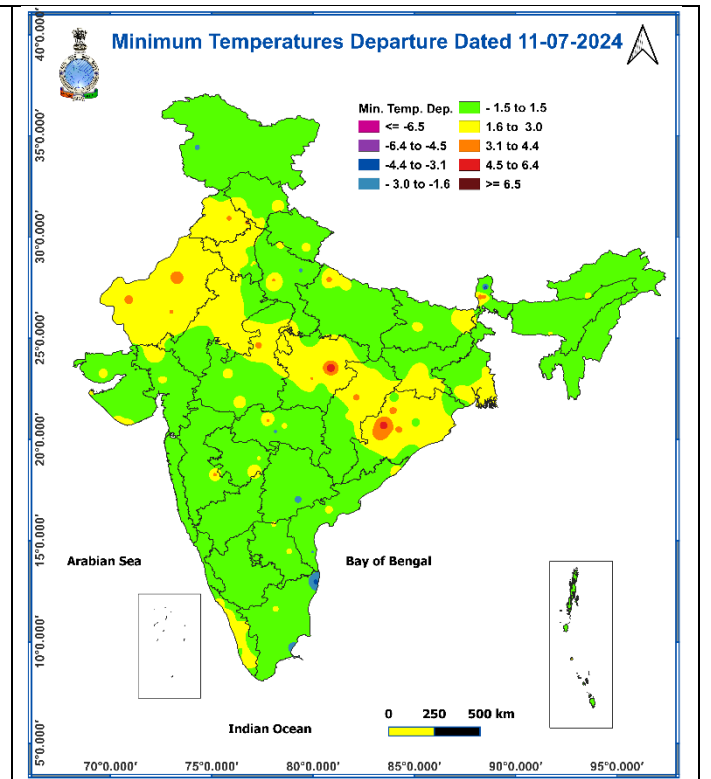 Minimum Temperatures Departure Dated 11-07-2024
Min. Temp. Dep.
<= -6.5
-6.4 to -4.5
-4.4 to -3.1
- 3.0 to -1.6
- 1.5 to 1.5
1.6 to 3.0
3.1 to 4.4
4.5 to 6.4
>= 6.5
40°0.000'
35°0.000'
30°0.000'
25°0.000'
20°0.000'
15°0.000'
10°0.000'
5°0.000'
Arabian Sea
Bay of Bengal
Indian Ocean
0 250 500 km
70°0.000' 75°0.000' 80°0.000' 85°0.000' 90°0.000' 95°0.000'